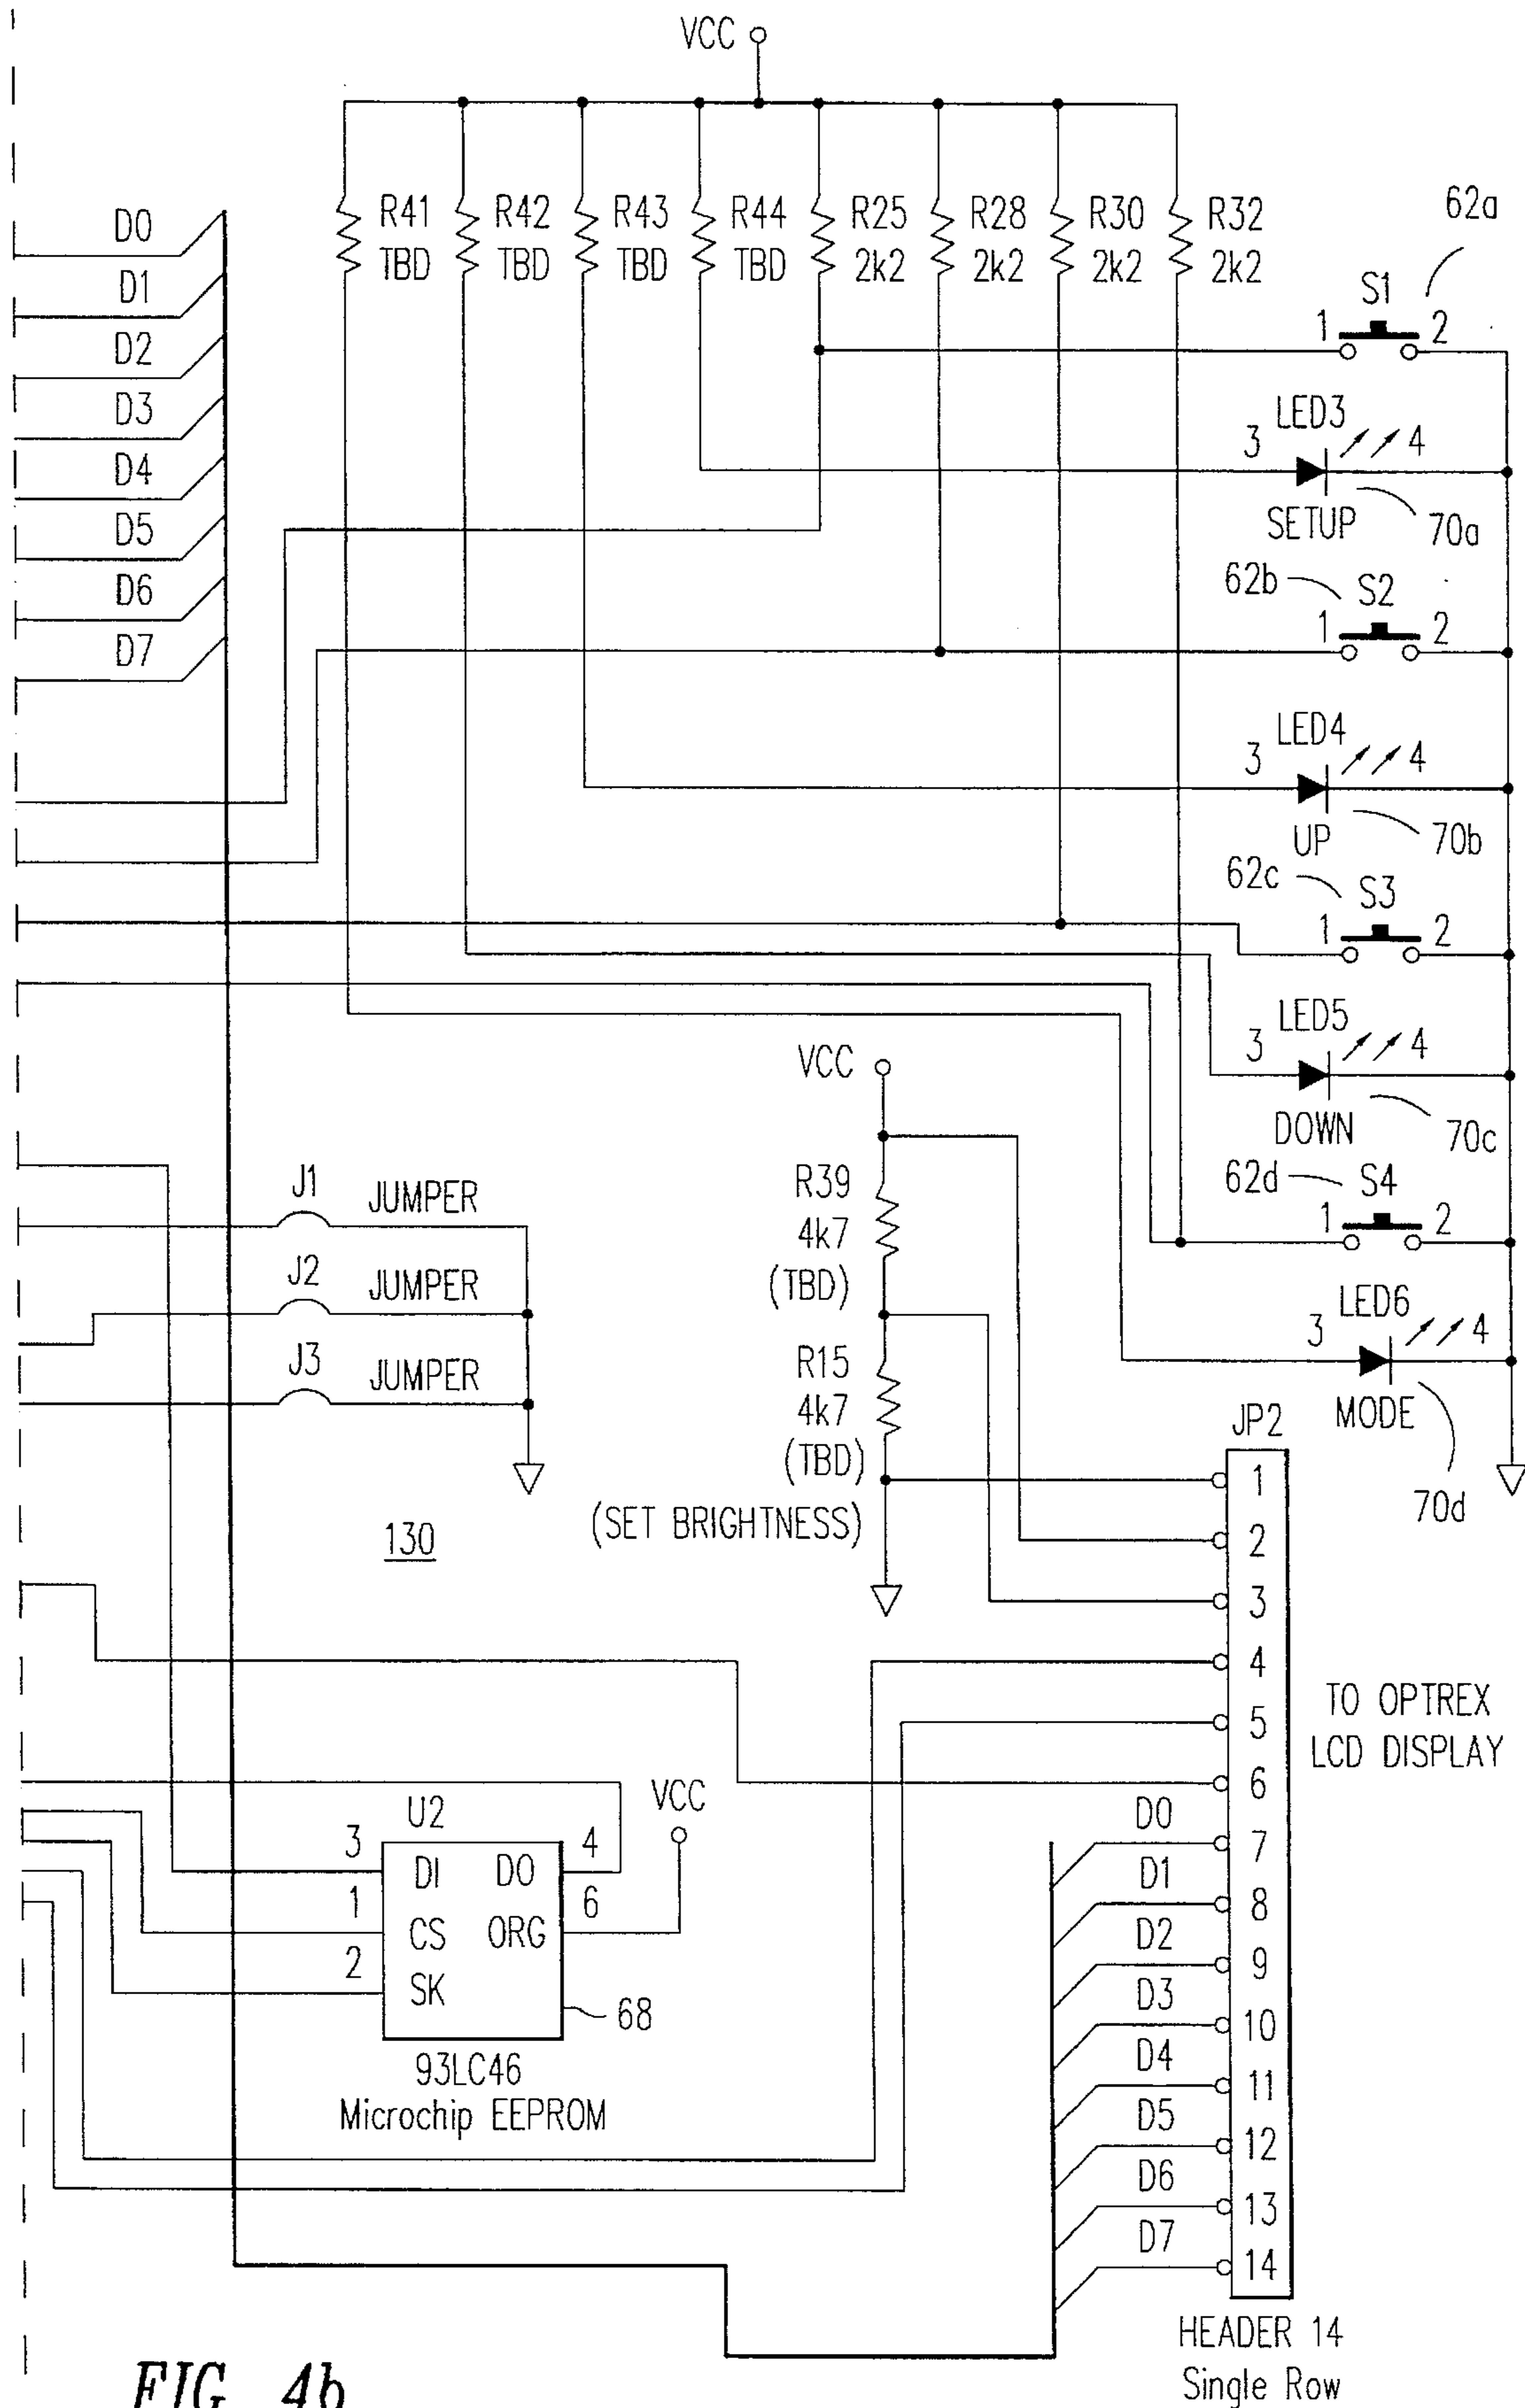 VCC
D0
D1
D2
D3
D4
D5
D6
D7
R41
TBD
R42
TBD
R43
TBD
R44
TBD
R25
2k2
R28
2k2
R30
2k2
R32
2k2
62a
S1
1 2
LED3
3 4
SETUP
70a
62b
S2
1 2
LED4
3 4
UP
70b
62c
S3
1 2
LED5
3 4
DOWN
70c
62d
S4
1 2
LED6
3 4
MODE
70d
J1 JUMPER
J2 JUMPER
J3 JUMPER
130
VCC
R39
4k7
(TBD)
R15
4k7
(TBD)
(SET BRIGHTNESS)
JP2
1
2
3
4
5
6
D0 7
D1 8
D2 9
D3 10
D4 11
D5 12
D6 13
D7 14
TO OPTREX
LCD DISPLAY
HEADER 14
Single Row
U2
VCC
3 DI DO 4
1 CS ORG 6
2 SK
68
93LC46
Microchip EEPROM
FIG. 4b